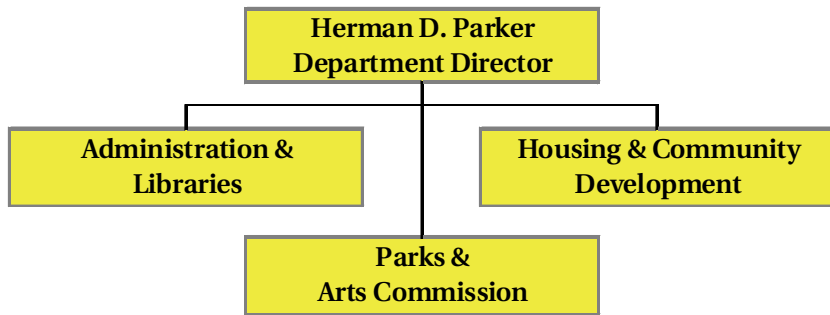 Herman D. Parker
Department Director
Administration &
Libraries
Housing & Community
Development
Parks &
Arts Commission